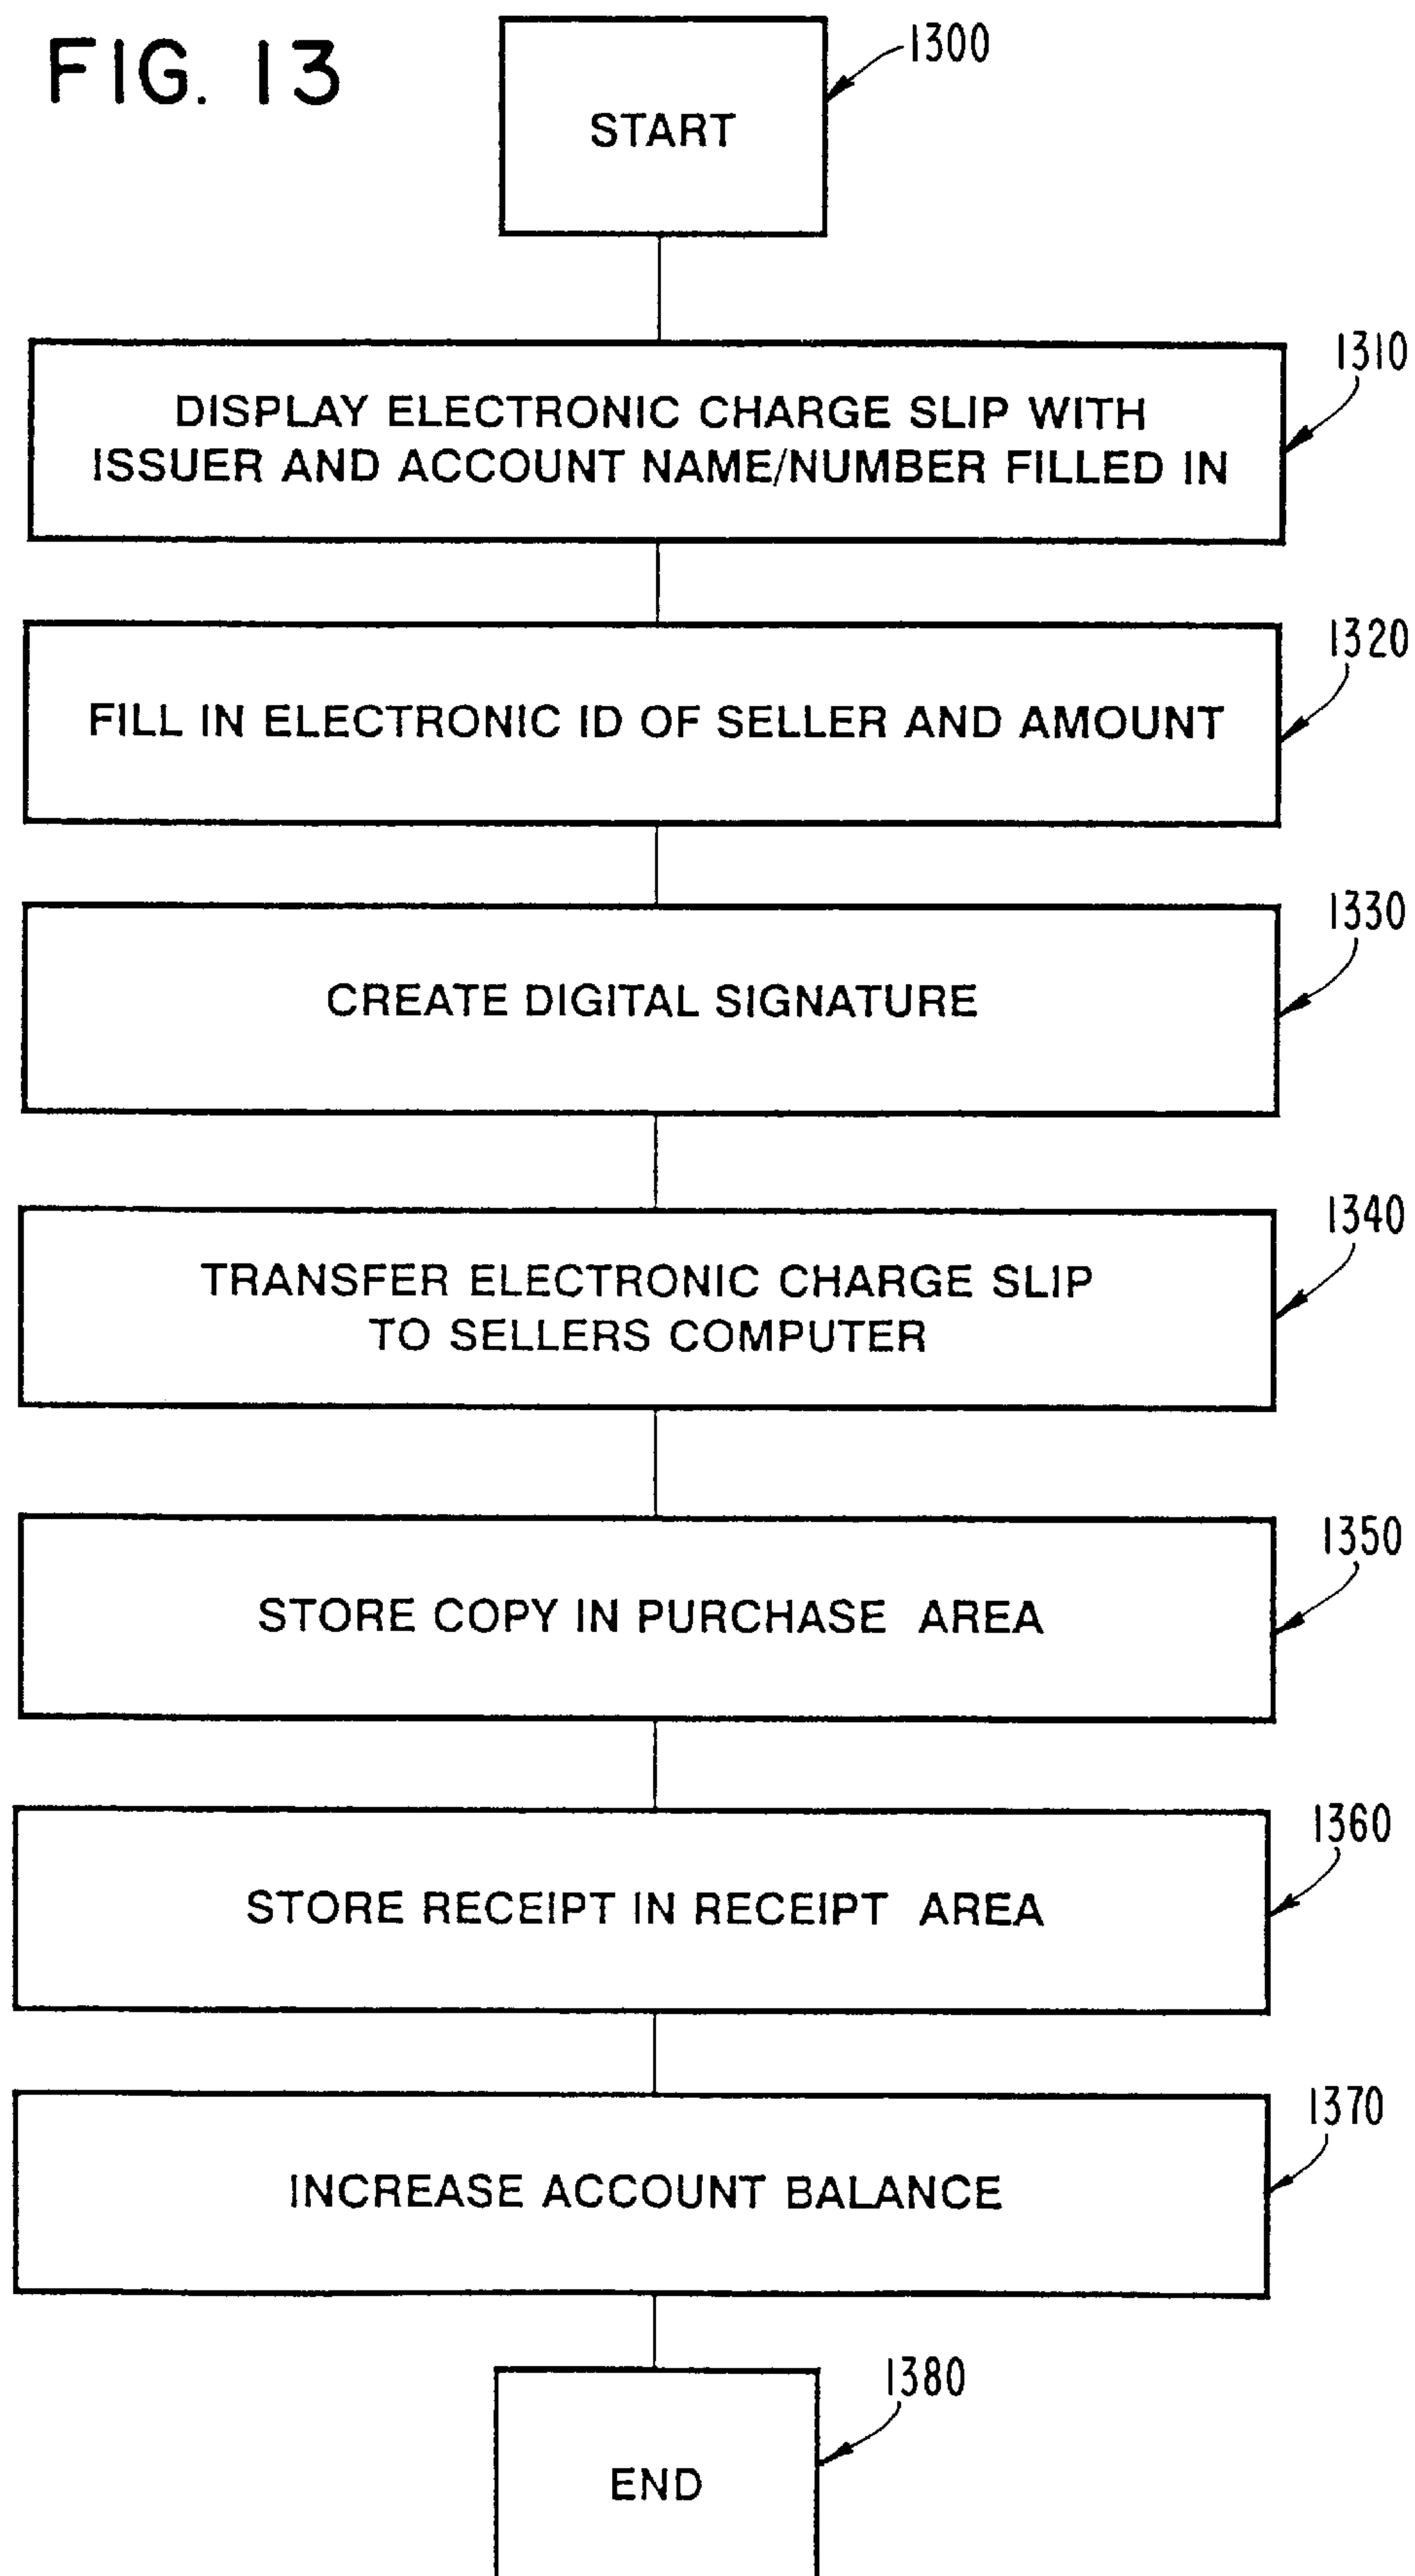 FIG. 13
1300
START
1310
DISPLAY ELECTRONIC CHARGE SLIP WITH
ISSUER AND ACCOUNT NAME/NUMBER FILLED IN
1320
FILL IN ELECTRONIC ID OF SELLER AND AMOUNT
1330
CREATE DIGITAL SIGNATURE
1340
TRANSFER ELECTRONIC CHARGE SLIP
TO SELLERS COMPUTER
1350
STORE COPY IN PURCHASE AREA
1360
STORE RECEIPT IN RECEIPT AREA
1370
INCREASE ACCOUNT BALANCE
1380
END